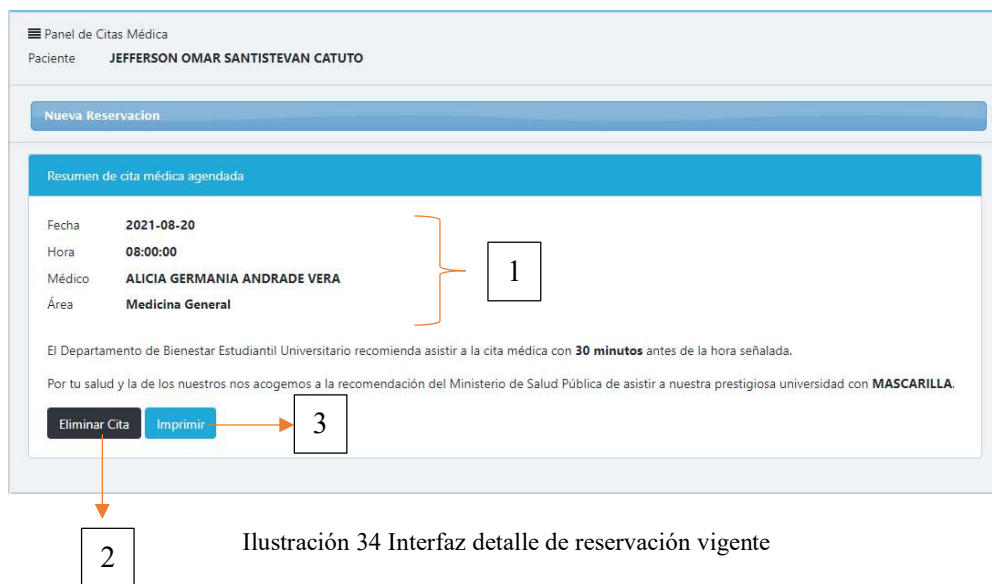 Panel de Citas Médica
Paciente JEFFERSON OMAR SANTISTEVAN CATUTO
Nueva Reservacion
Resumen de cita médica agendada
Fecha 2021-08-20
Hora 08:00:00
Médico ALICIA GERMANIA ANDRADE VERA
Área Medicina General
1
El Departamento de Bienestar Estudiantil Universitario recomienda asistir a la cita médica con 30 minutos antes de la hora señalada.
Por tu salud y la de los nuestros nos acogemos a la recomendación del Ministerio de Salud Pública de asistir a nuestra prestigiosa universidad con MASCARILLA.
Eliminar Cita Imprimir 3
2
Ilustración 34 Interfaz detalle de reservación vigente